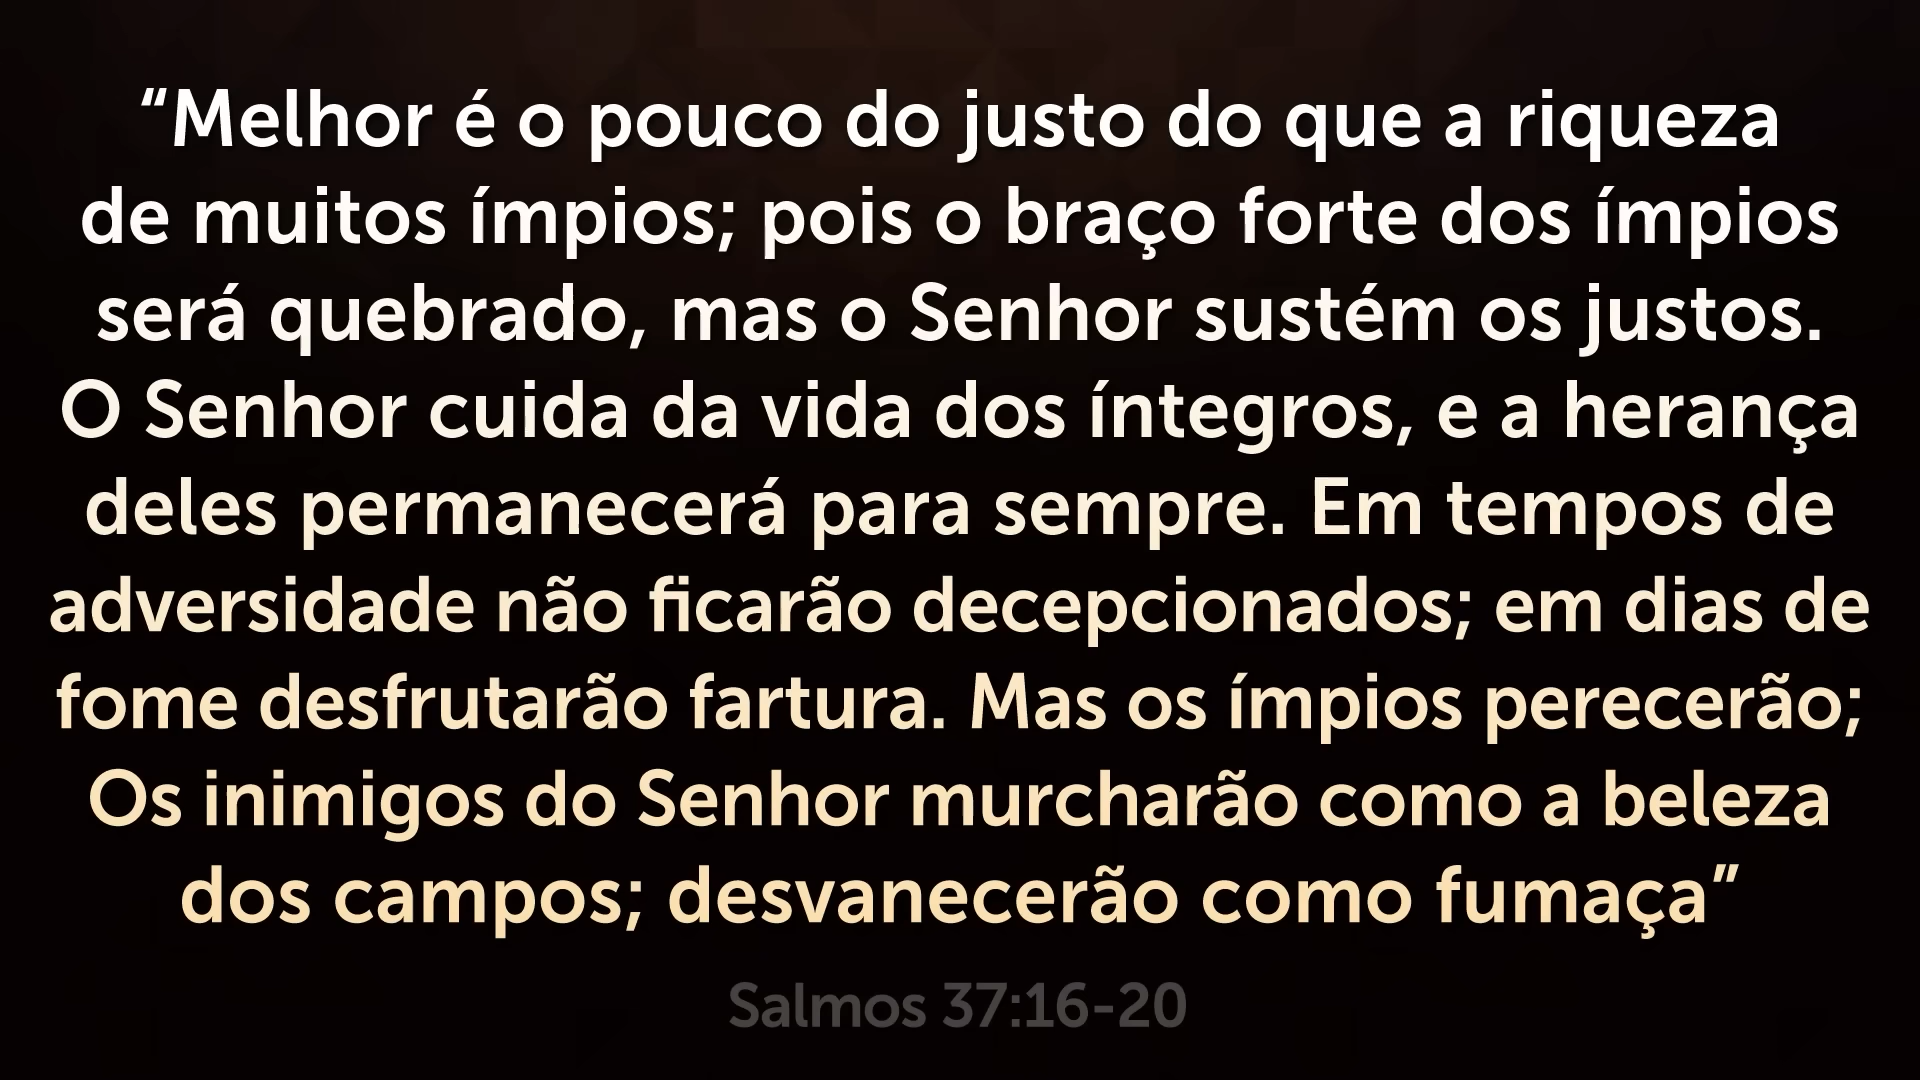 “Melhor é o pouco do justo do que a riqueza
de muitos ímpios; pois o braço forte dos ímpios
será quebrado, mas o Senhor sustém os justos.
O Senhor cuida da vida dos íntegros, e a herança
deles permanecerá para sempre. Em tempos de
adversidade não ficarão decepcionados; em dias de
fome desfrutarão fartura. Mas os ímpios perecerão;
Os inimigos do Senhor murcharão como a beleza
dos campos; desvanecerão como fumaça”
Salmos 37:16-20